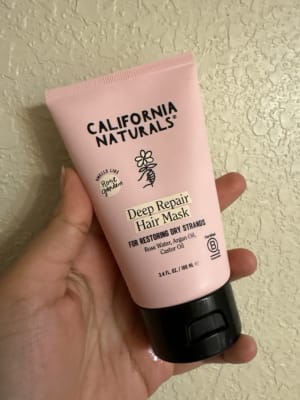 CALIFORNIA
NATURALS®
SMELLS LIKE
Rose
garden
Deep Repair
Hair Mask
FOR RESTORING DRY STRANDS
Rose Water, Argan Oil,
Castor Oil
Certified
B
3.4 FL. OZ. / 100 ML ℮